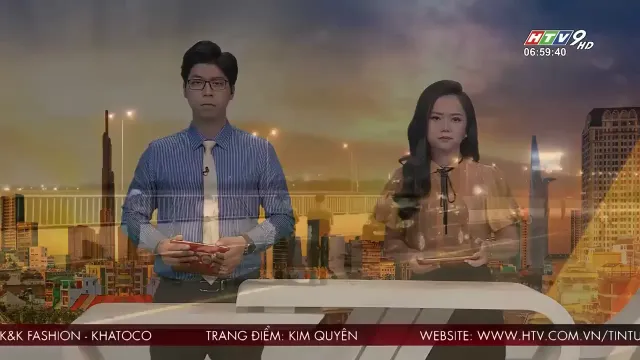 HTV9 HD
06:59:40
K&K FASHION - KHATOCO TRANG ĐIỂM: KIM QUYÊN WEBSITE: WWW.HTV.COM.VN/TINTU